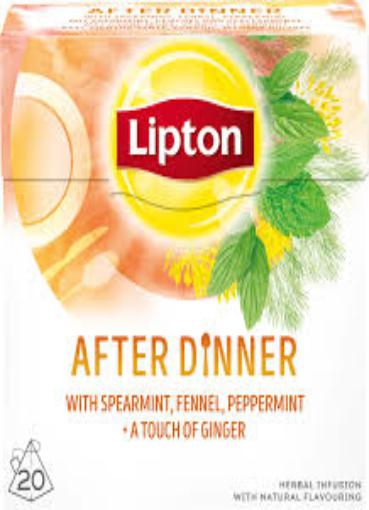 AFTER DINNER
Lipton
AFTER DINNER
WITH SPEARMINT, FENNEL, PEPPERMINT
+ A TOUCH OF GINGER
20
HERBAL INFUSION
WITH NATURAL FLAVOURING